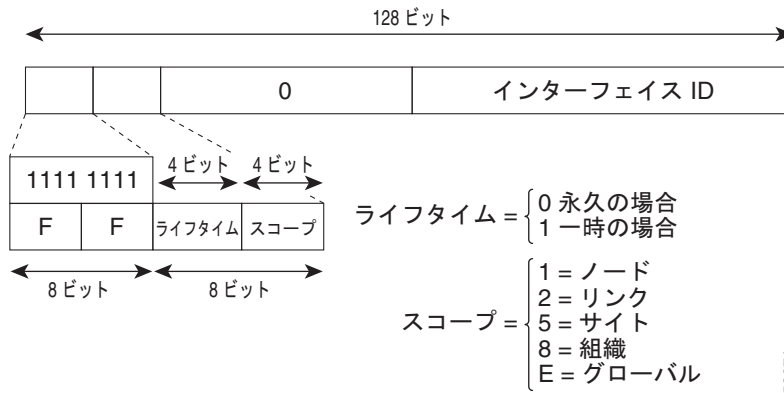 128 ビット
0 インターフェイス ID
4 ビット 4 ビット
1111 1111
F F ライフタイム スコープ
8 ビット 8 ビット
ライフタイム = 0 永久の場合
1 一時の場合
スコープ = 1 = ノード
2 = リンク
5 = サイト
8 = 組織
E = グローバル